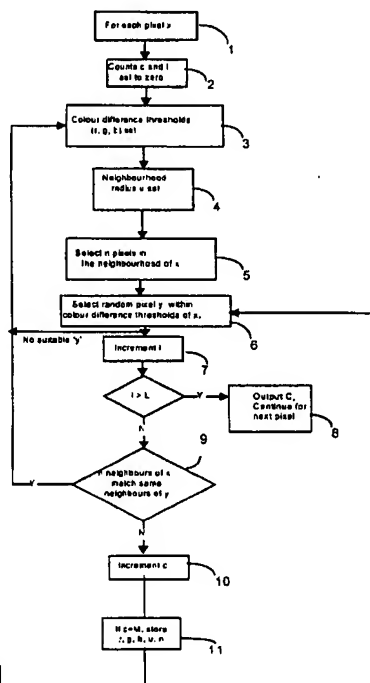 For each pixel x
1
Counts c and I
set to zero
2
Colour difference thresholds
(r, g, b) set
3
Neighbourhood
radius u set
4
Select n pixels in
The neighbourhood of x
5
Select random pixel y within
colour difference thresholds of x,
6
No suitable 'y'
Increment I
7
I > L
Y
Output C,
Continue for
next pixel
8
N
9
neighbours of x
match same
neighbours of y
Y
N
Increment c
10
If c=M, store
r, g, b, u, n
11